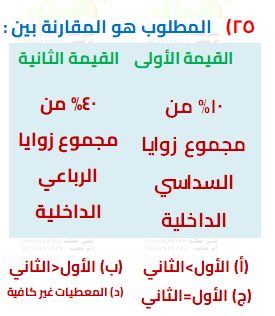 ٢٥) المطلوب هو المقارنة بين :
القيمة الأولى
١٠% من
مجموع زوايا
السداسي
الداخلية
القيمة الثانية
٤٠% من
مجموع زوايا
الرباعي
الداخلية
(أ) الأول>الثاني
(ب) الأول<الثاني
(ج) الأول=الثاني
(د) المعطيات غير كافية